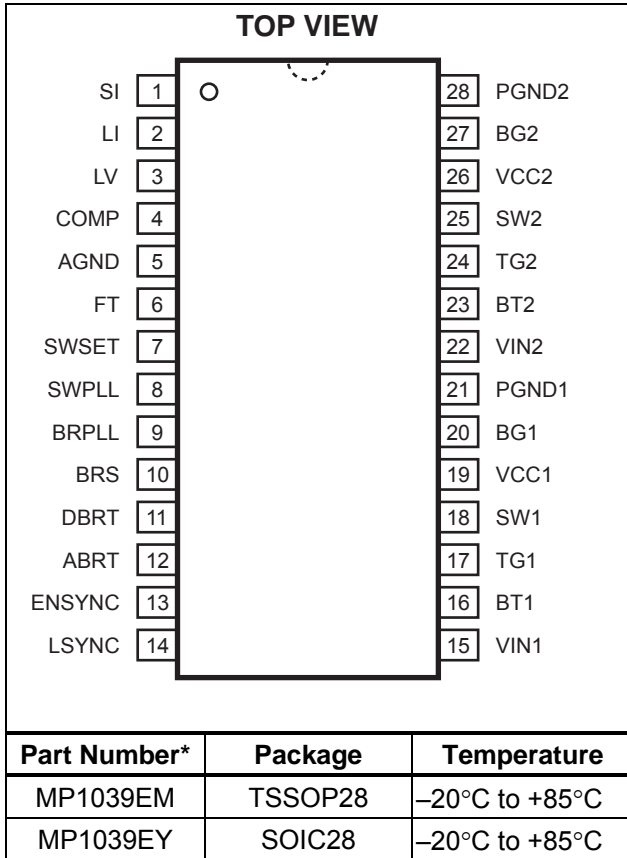 TOP VIEW
SI 1 28 PGND2
LI 2 27 BG2
LV 3 26 VCC2
COMP 4 25 SW2
AGND 5 24 TG2
FT 6 23 BT2
SWSET 7 22 VIN2
SWPLL 8 21 PGND1
BRPLL 9 20 BG1
BRS 10 19 VCC1
DBRT 11 18 SW1
ABRT 12 17 TG1
ENSYNC 13 16 BT1
LSYNC 14 15 VIN1
Part Number* Package Temperature
MP1039EM TSSOP28 –20°C to +85°C
MP1039EY SOIC28 –20°C to +85°C